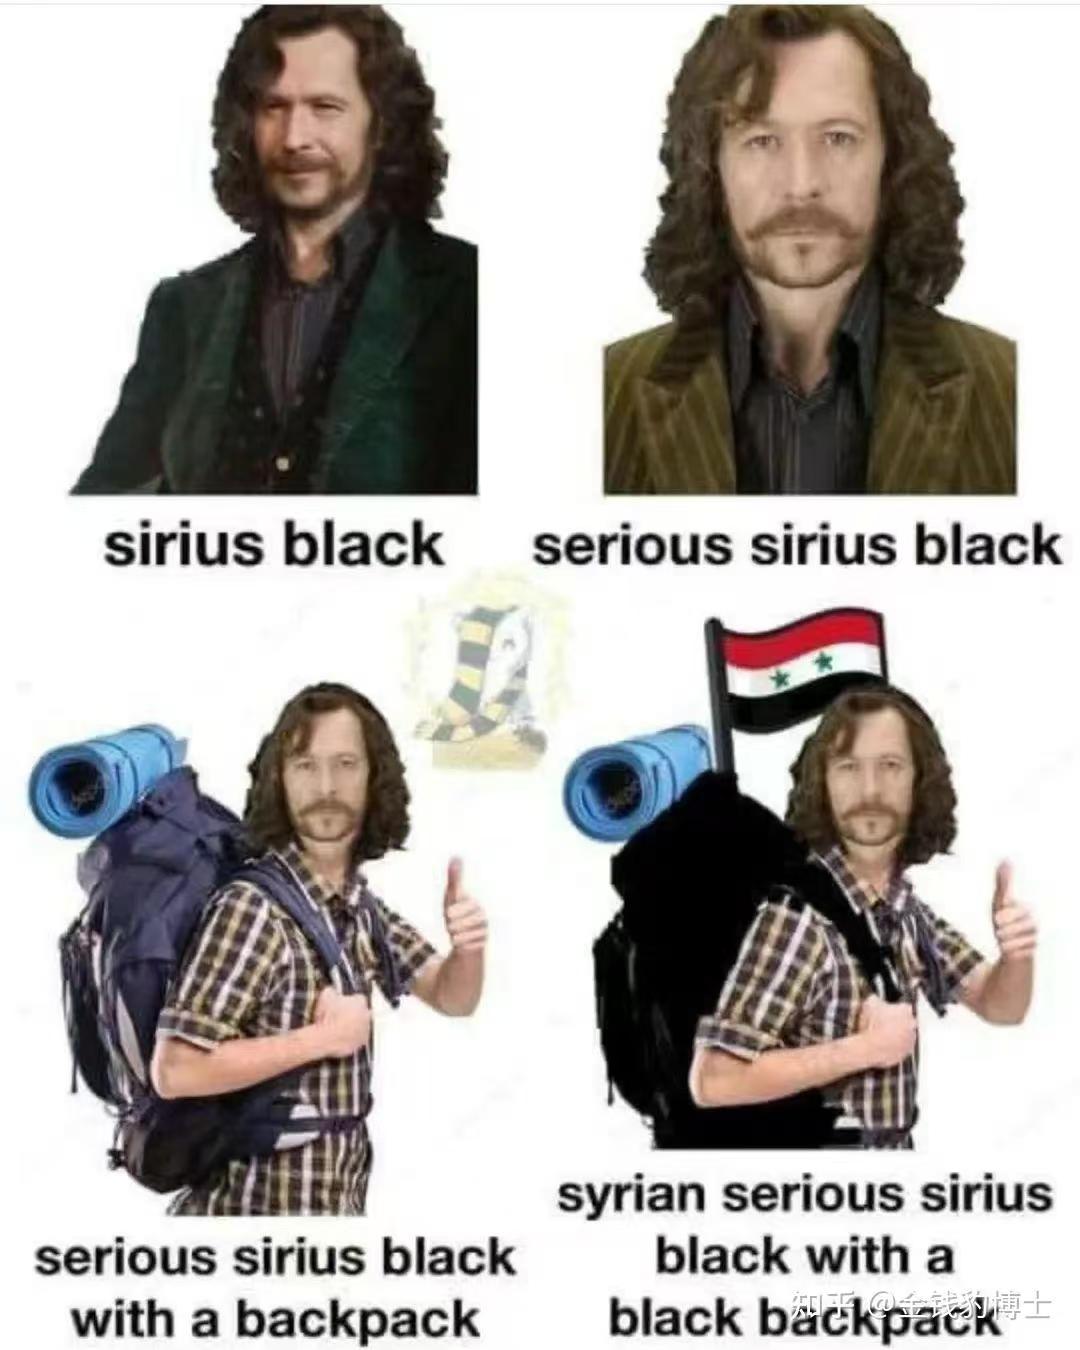 sirius black
serious sirius black
serious sirius black
with a backpack
syrian serious sirius
black with a
black backpack
知乎 @金钱豹博士